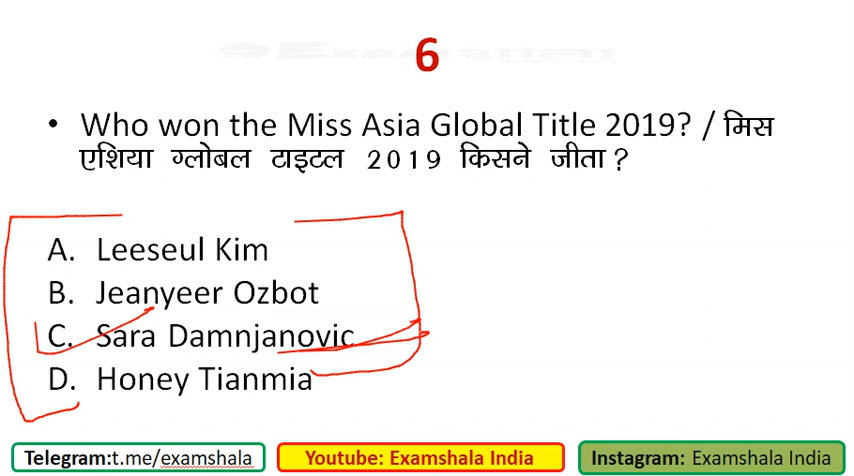 6
• Who won the Miss Asia Global Title 2019? / मिस
एशिया ग्लोबल टाइटल 2019 किसने जीता ?
A. Leeseul Kim
B. Jeanyeer Ozbot
C. Sara Damnjanovic
D. Honey Tianmia
Telegram:t.me/examshala Youtube: Examshala India Instagram: Examshala India